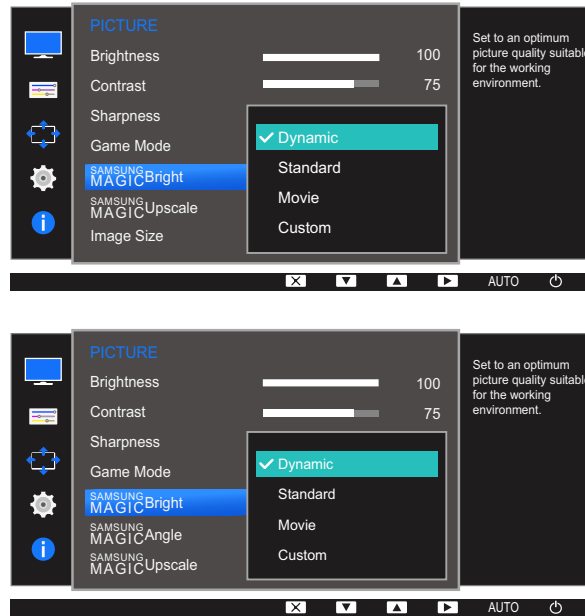 PICTURE
Brightness 100
Contrast 75
Sharpness
Game Mode
SAMSUNG
MAGICBright
SAMSUNG
MAGICUpscale
Image Size
Dynamic
Standard
Movie
Custom
Set to an optimum
picture quality suitable
for the working
environment.
AUTO
PICTURE
Brightness 100
Contrast 75
Sharpness
Game Mode
SAMSUNG
MAGICBright
SAMSUNG
MAGICAngle
SAMSUNG
MAGICUpscale
Dynamic
Standard
Movie
Custom
Set to an optimum
picture quality suitable
for the working
environment.
AUTO